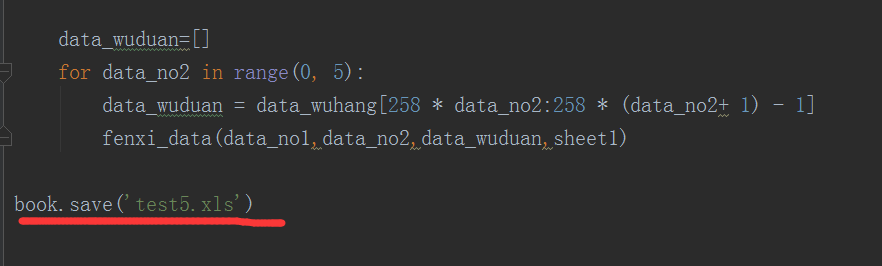 data_wuduan=[]
for data_no2 in range(0, 5):
data_wuduan = data_wuhang[258 * data_no2:258 * (data_no2+ 1) - 1]
fenxi_data(data_no1,data_no2,data_wuduan,sheet1)
book.save('test5.xls')